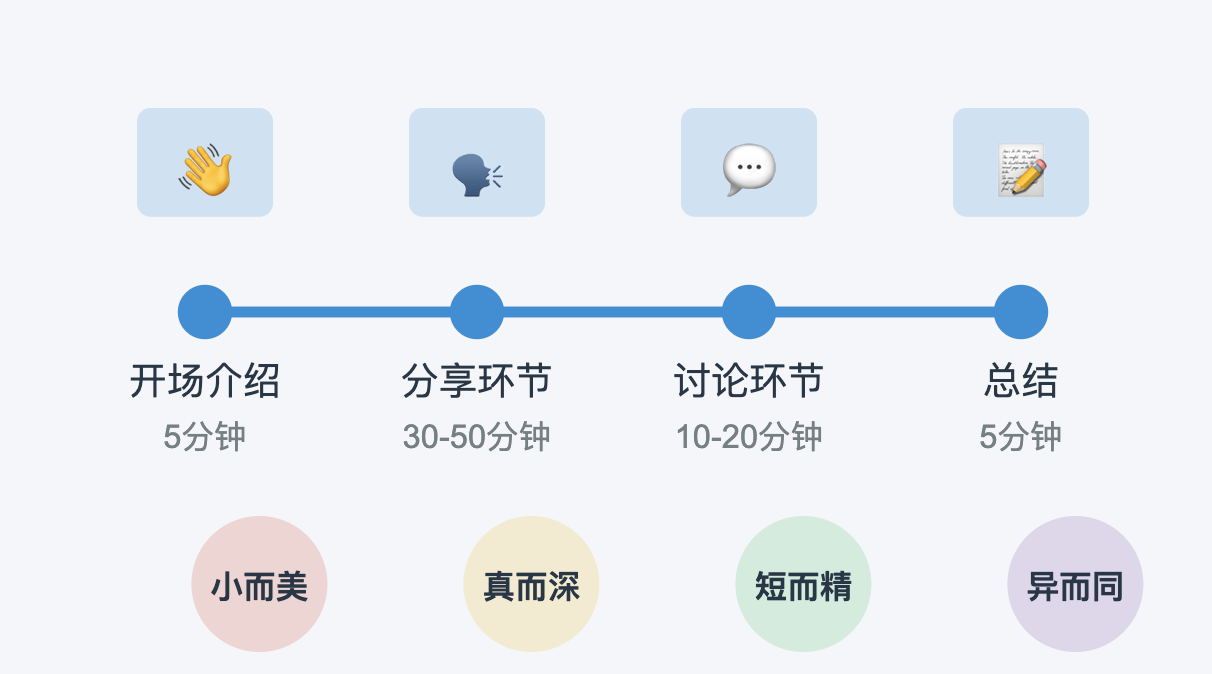 开场介绍
分享环节
讨论环节
总结
5分钟
30-50分钟
10-20分钟
5分钟
小而美
真而深
短而精
异而同